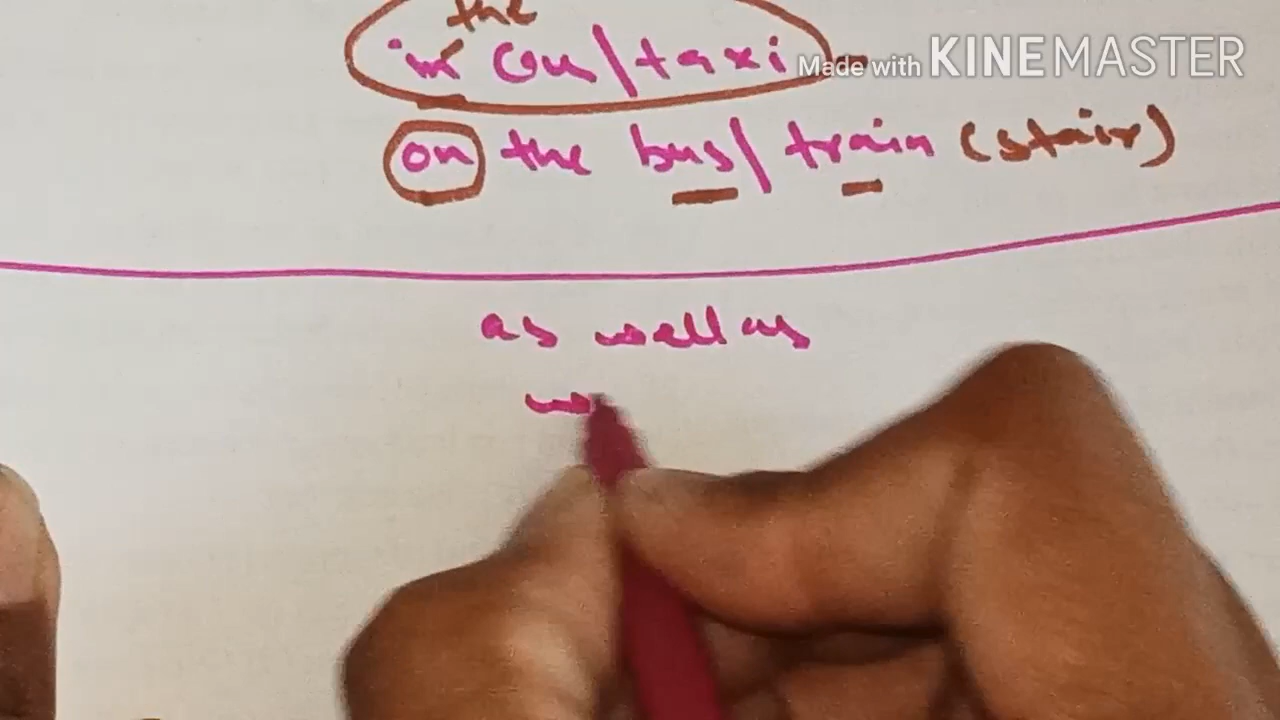 the
in car/taxi -
Made with KINEMASTER
on the bus/ train (stair)
as well as